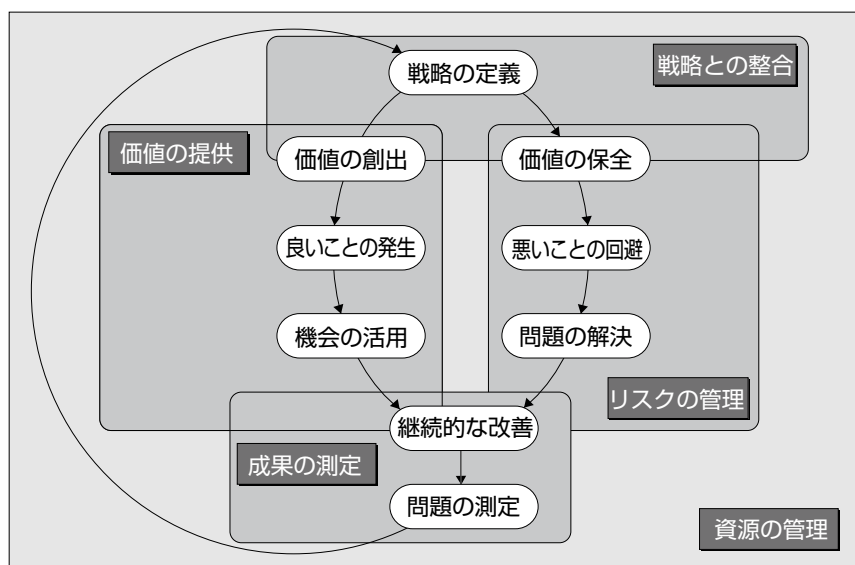 戦略の定義
戦略との整合
価値の提供
価値の創出
価値の保全
良いことの発生
悪いことの回避
機会の活用
問題の解決
リスクの管理
継続的な改善
成果の測定
問題の測定
資源の管理